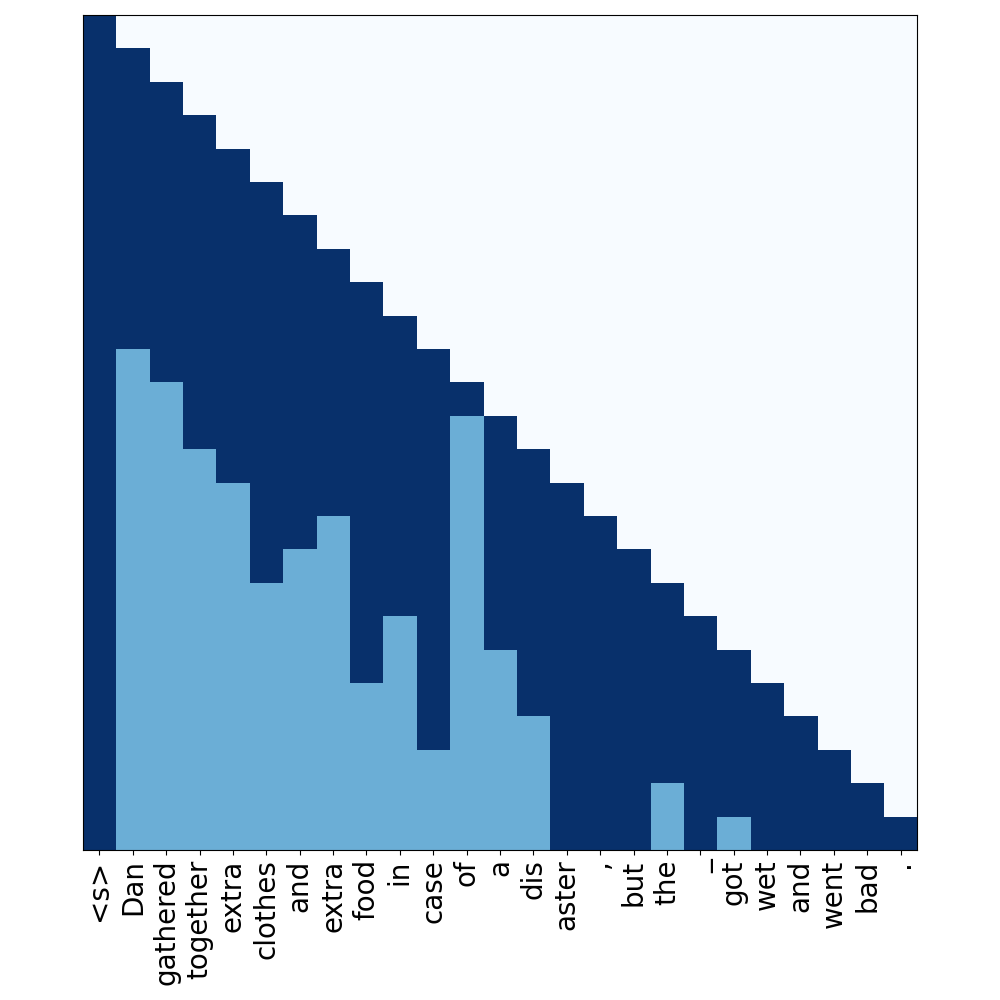 <s> Dan gathered together extra clothes and extra food in case of a dis aster , but the _ got wet and went bad .